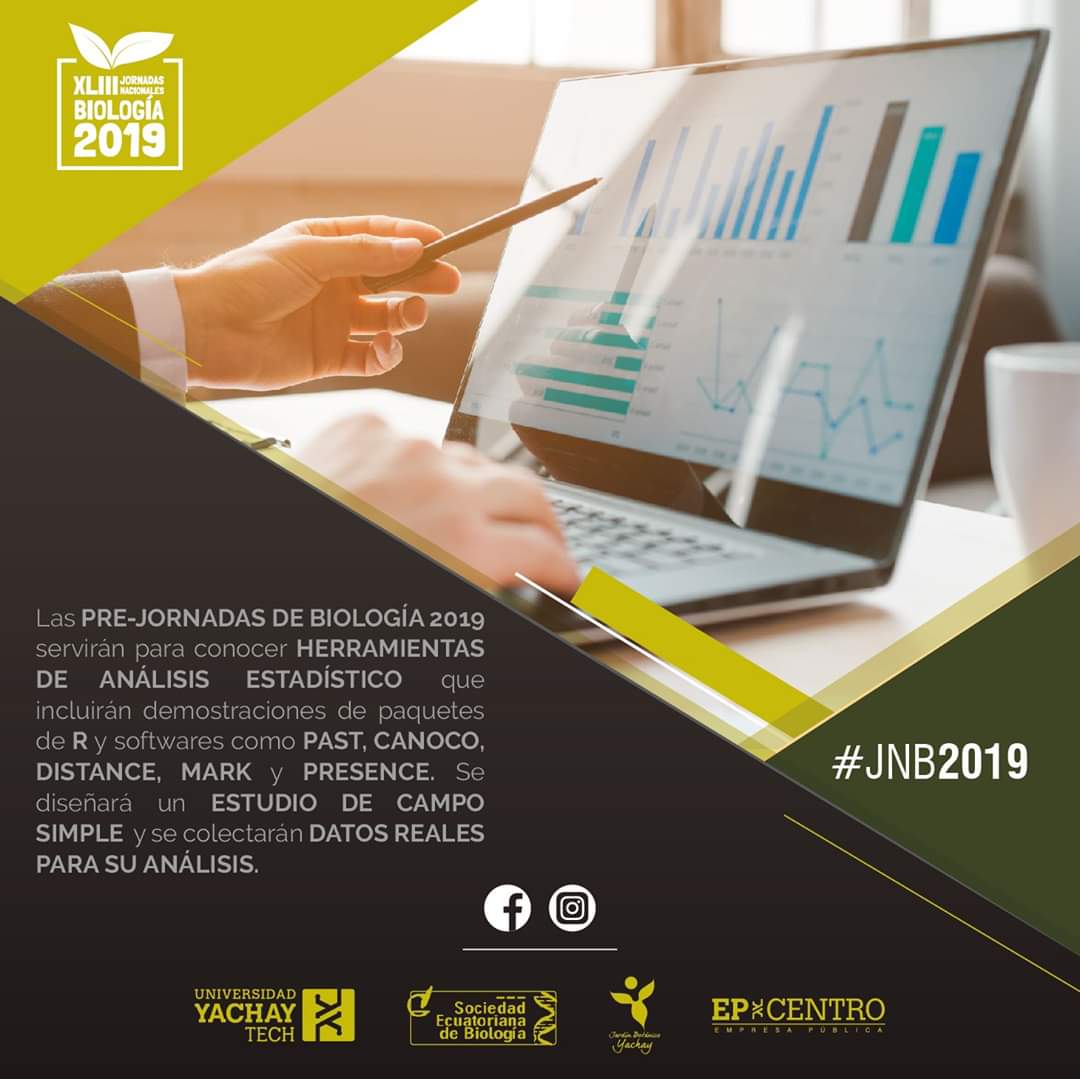 XLIII JORNADAS
NACIONALES
BIOLOGÍA
2019
Las PRE-JORNADAS DE BIOLOGÍA 2019
servirán para conocer HERRAMIENTAS
DE ANÁLISIS ESTADÍSTICO que
incluirán demostraciones de paquetes
de R y softwares como PAST, CANOCO,
DISTANCE, MARK y PRESENCE. Se
diseñará un ESTUDIO DE CAMPO
SIMPLE y se colectarán DATOS REALES
PARA SU ANÁLISIS.
#JNB2019
UNIVERSIDAD
YACHAY
TECH
Sociedad
Ecuatoriana
de Biología
Jardín Botánico
Yachay
EP CENTRO
EMPRESA PÚBLICA